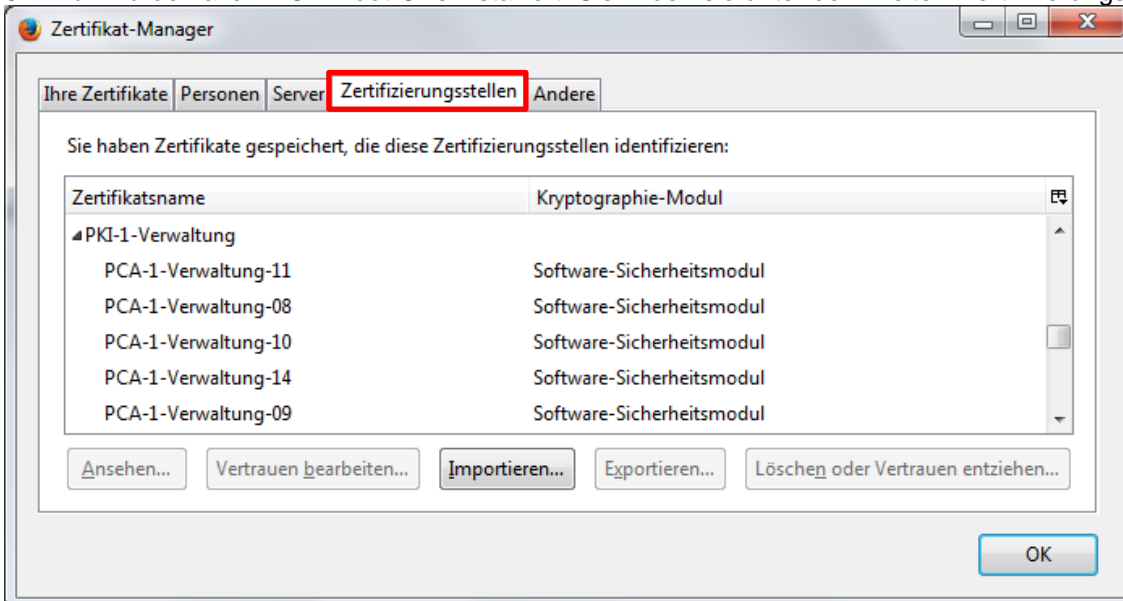 Zertifikat-Manager
Ihre Zertifikate Personen Server Zertifizierungsstellen Andere
Sie haben Zertifikate gespeichert, die diese Zertifizierungsstellen identifizieren:
Zertifikatsname Kryptographie-Modul
PKI-1-Verwaltung
PCA-1-Verwaltung-11 Software-Sicherheitsmodul
PCA-1-Verwaltung-08 Software-Sicherheitsmodul
PCA-1-Verwaltung-10 Software-Sicherheitsmodul
PCA-1-Verwaltung-14 Software-Sicherheitsmodul
PCA-1-Verwaltung-09 Software-Sicherheitsmodul
Ansehen... Vertrauen bearbeiten... Importieren... Exportieren... Löschen oder Vertrauen entziehen...
OK